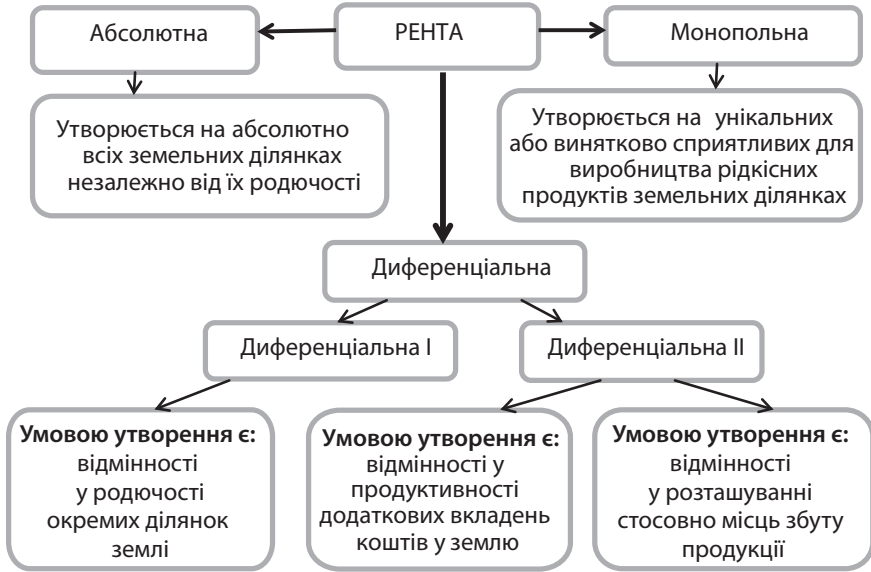 Абсолютна
РЕНТА
Монопольна
Утворюється на абсолютно
всіх земельних ділянках
незалежно від їх родючості
Утворюється на унікальних
або винятково сприятливих для
виробництва рідкісних
продуктів земельних ділянках
Диференціальна
Диференціальна І
Диференціальна ІІ
Умовою утворення є:
відмінності
у родючості
окремих ділянок
землі
Умовою утворення є:
відмінності у
продуктивності
додаткових вкладень
коштів у землю
Умовою утворення є:
відмінності
у розташуванні
стосовно місць збуту
продукції